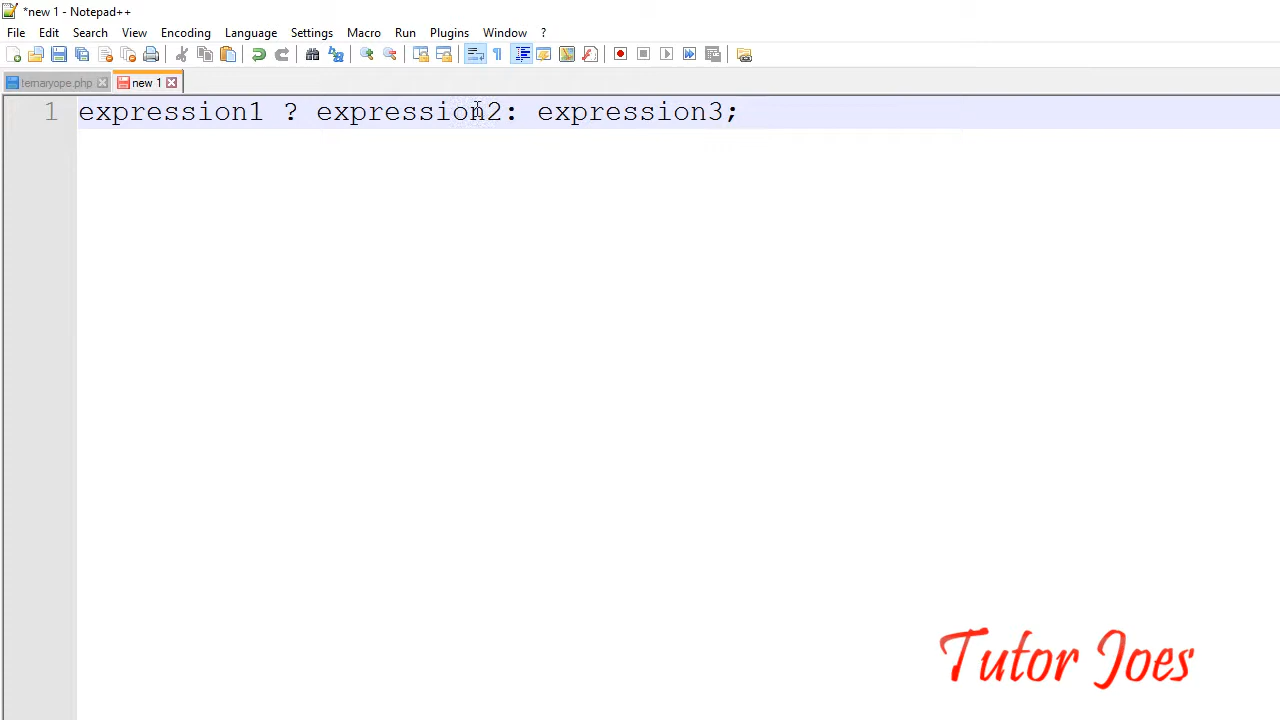 *new 1 - Notepad++
File Edit Search View Encoding Language Settings Macro Run Plugins Window ?
ternaryope.php new 1
1 expression1 ? expression2: expression3;
Tutor Joes